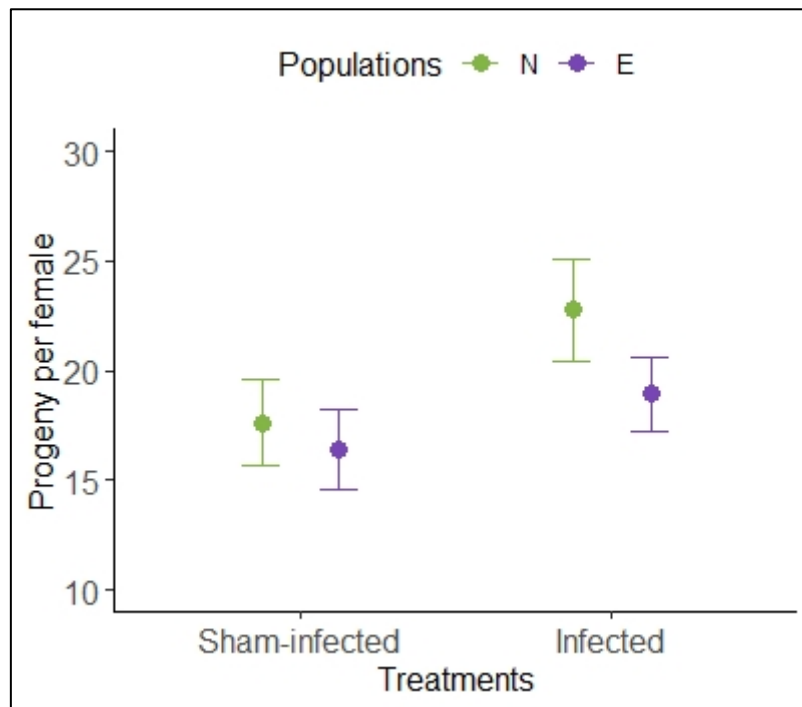 Populations N E
30
25
20
15
10
Progeny per female
Sham-infected Infected
Treatments